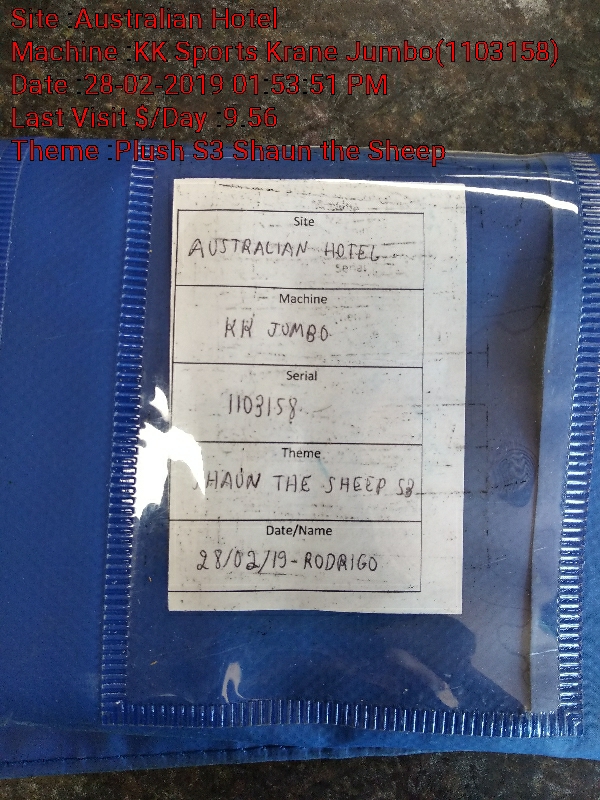 Site :Australian Hotel
Machine :KK Sports Krane Jumbo(1103158)
Date :28-02-2019 01:53:51 PM
Last Visit $/Day :9.56
Theme :Plush S3 Shaun the Sheep
Site
AUSTRALIAN HOTEL
Machine
KK JUMBO
Serial
1103158
Theme
SHAUN THE SHEEP S3
Date/Name
28/02/19-RODRIGO